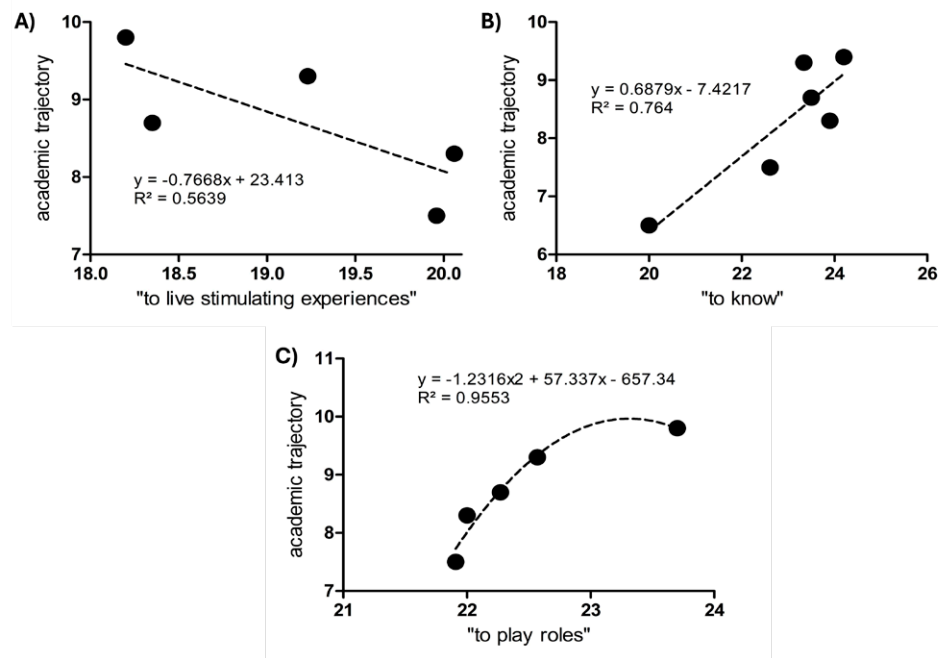 A)
10
9
8
7
academic trajectory
y = -0.7668x + 23.413
R² = 0.5639
18.0 18.5 19.0 19.5 20.0
"to live stimulating experiences"
B)
10
9
8
7
6
academic trajectory
y = 0.6879x - 7.4217
R² = 0.764
18 20 22 24 26
"to know"
C)
11
10
9
8
7
academic trajectory
y = -1.2316x2 + 57.337x - 657.34
R² = 0.9553
21 22 23 24
"to play roles"